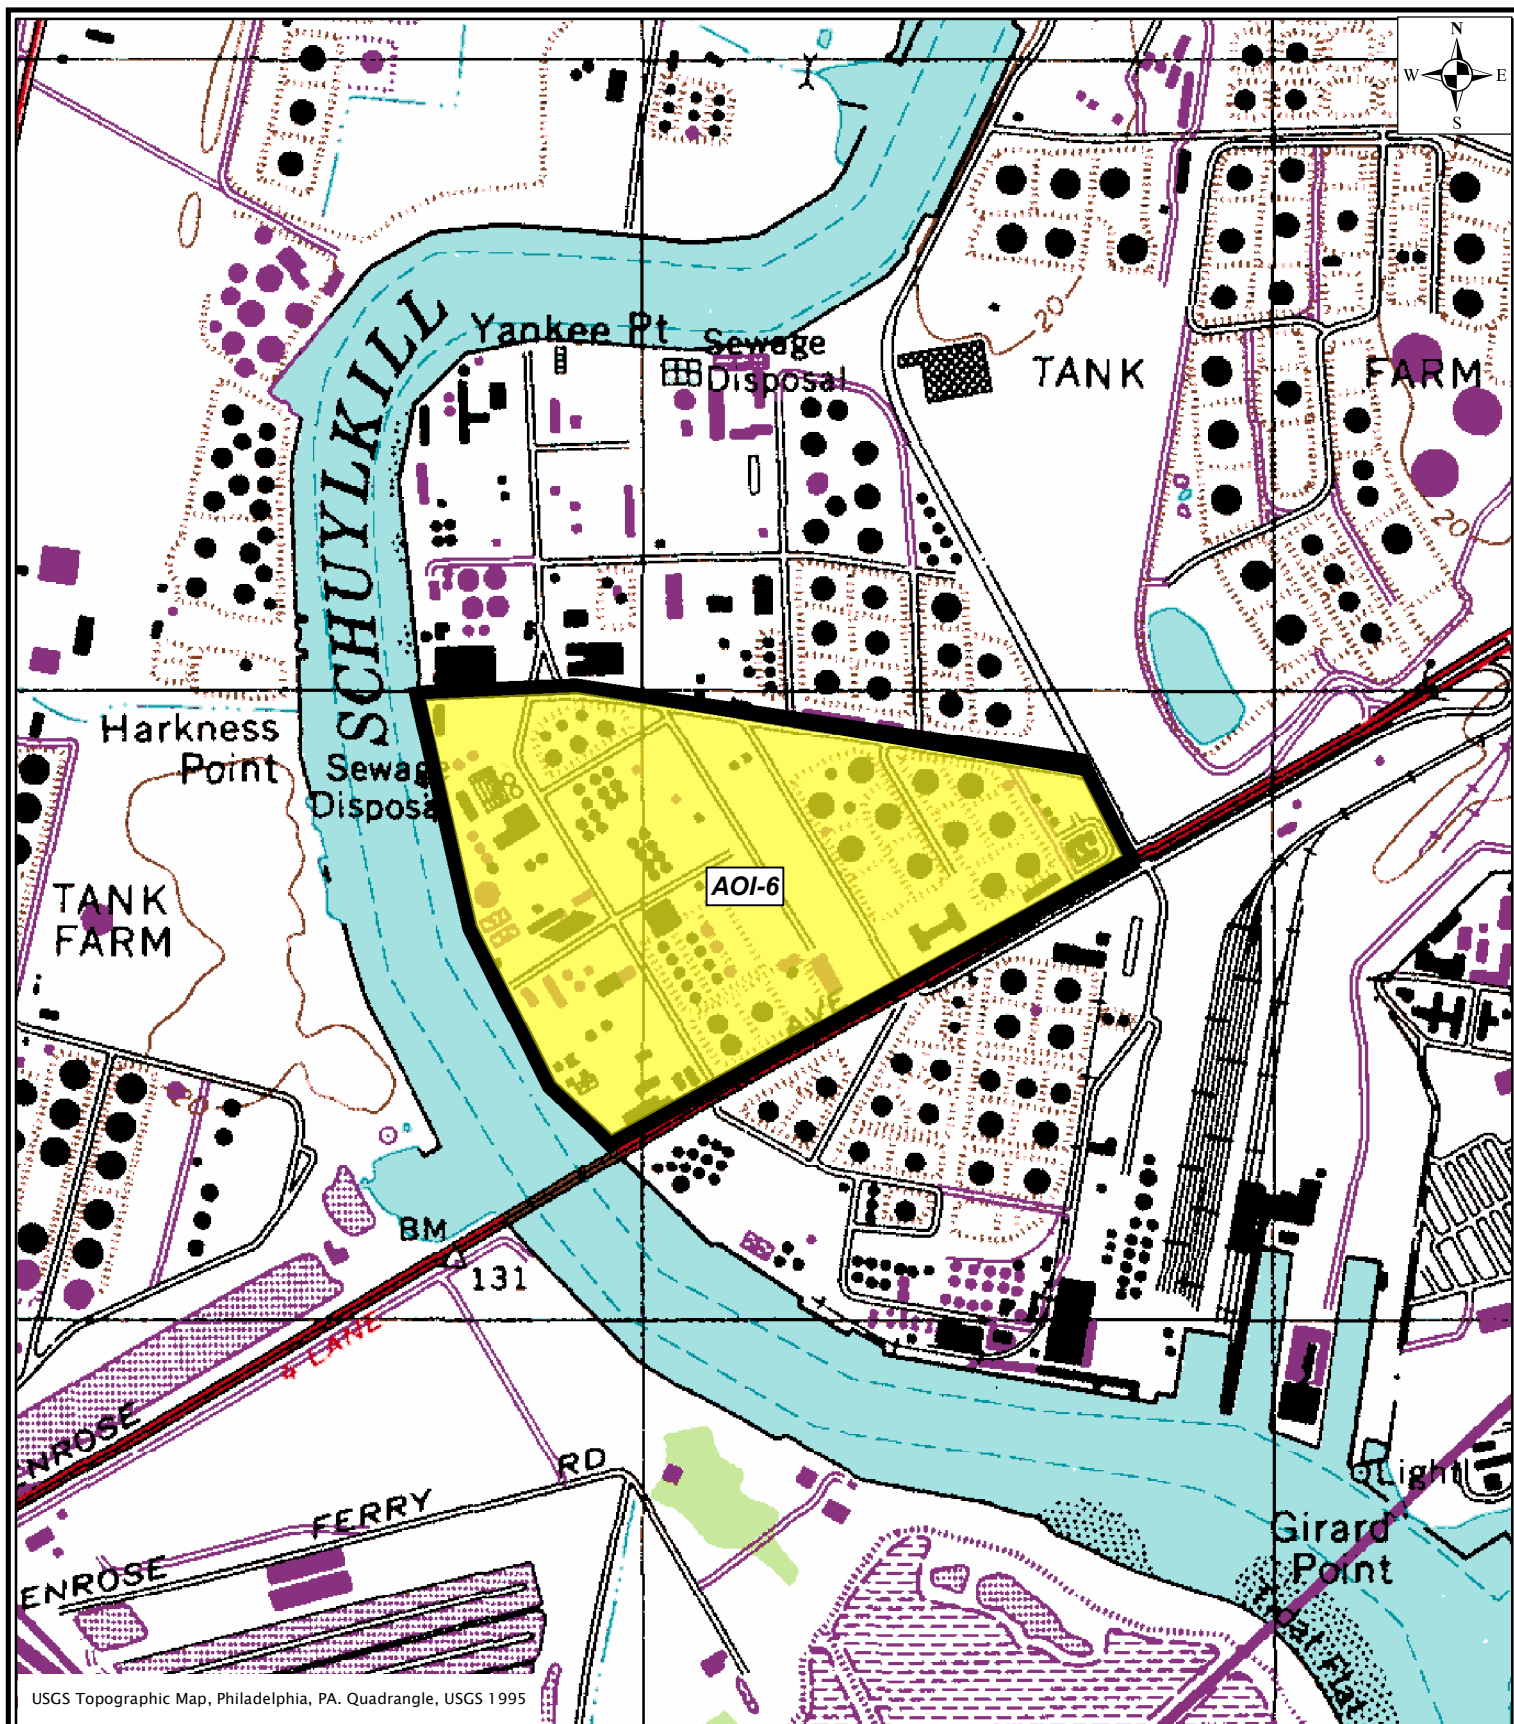 N
W E
S
SCHUYLKILL
Yankee Pt
Sewage
Disposal
20
TANK FARM
20
Harkness
Point
Sewag
Disposa
TANK
FARM
AOI-6
AVE
BM
131
LANE
NROSE
RD
FERRY
ENROSE
Light
Girard
Point
Flat
USGS Topographic Map, Philadelphia, PA. Quadrangle, USGS 1995